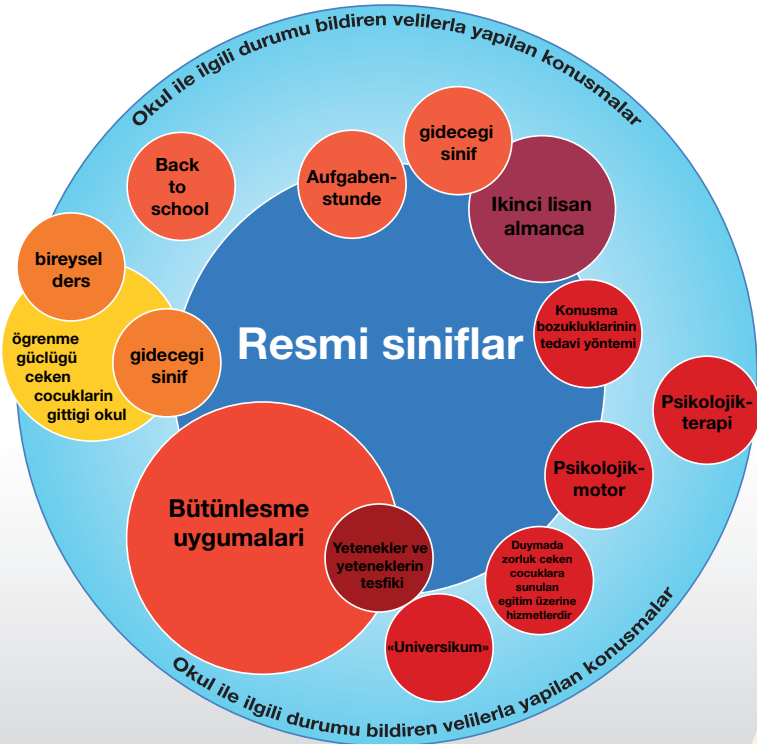 Okul ile ilgili durumu bildiren velilerla yapilan konusmalar
gidecegi
sinif
Back
to
school
Aufgaben-
stunde
Ikinci lisan
almanca
bireysel
ders
Konusma
bozukluklarinin
tedavi yöntemi
Resmi siniflar
ögrenme
güclügü
ceken
cocuklarin
gittigi okul
gidecegi
sinif
Psikolojik-
terapi
Psikolojik-
motor
Bütünlesme
uygumalari
Yetenekler ve
yeteneklerin
tesfiki
Duymada
zorluk ceken
cocuklara
sunulan
egitim üzerine
hizmetlerdir
«Universikum»
Okul ile ilgili durumu bildiren velilerla yapilan konusmalar